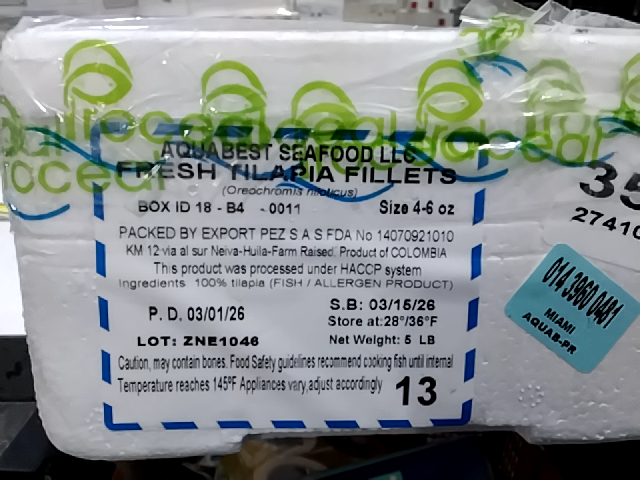 AQUABEST SEAFOOD LLC
FRESH TILAPIA FILLETS
(Oreochromis niloticus)
BOX ID 18 - B4 - 0011 Size 4-6 oz
PACKED BY EXPORT PEZ S A S FDA No 14070921010
KM 12 via al sur Neiva-Huila-Farm Raised. Product of COLOMBIA
This product was processed under HACCP system
Ingredients 100% tilapia (FISH / ALLERGEN PRODUCT)
P. D. 03/01/26 S.B: 03/15/26
Store at:28°/36°F
LOT: ZNE1046 Net Weight: 5 LB
Caution, may contain bones. Food Safety guidelines recommend cooking fish until internal
Temperature reaches 145°F Appliances vary, adjust accordingly
13
35
27410
014 3960 0481
MIAMI
AQUAB-PR